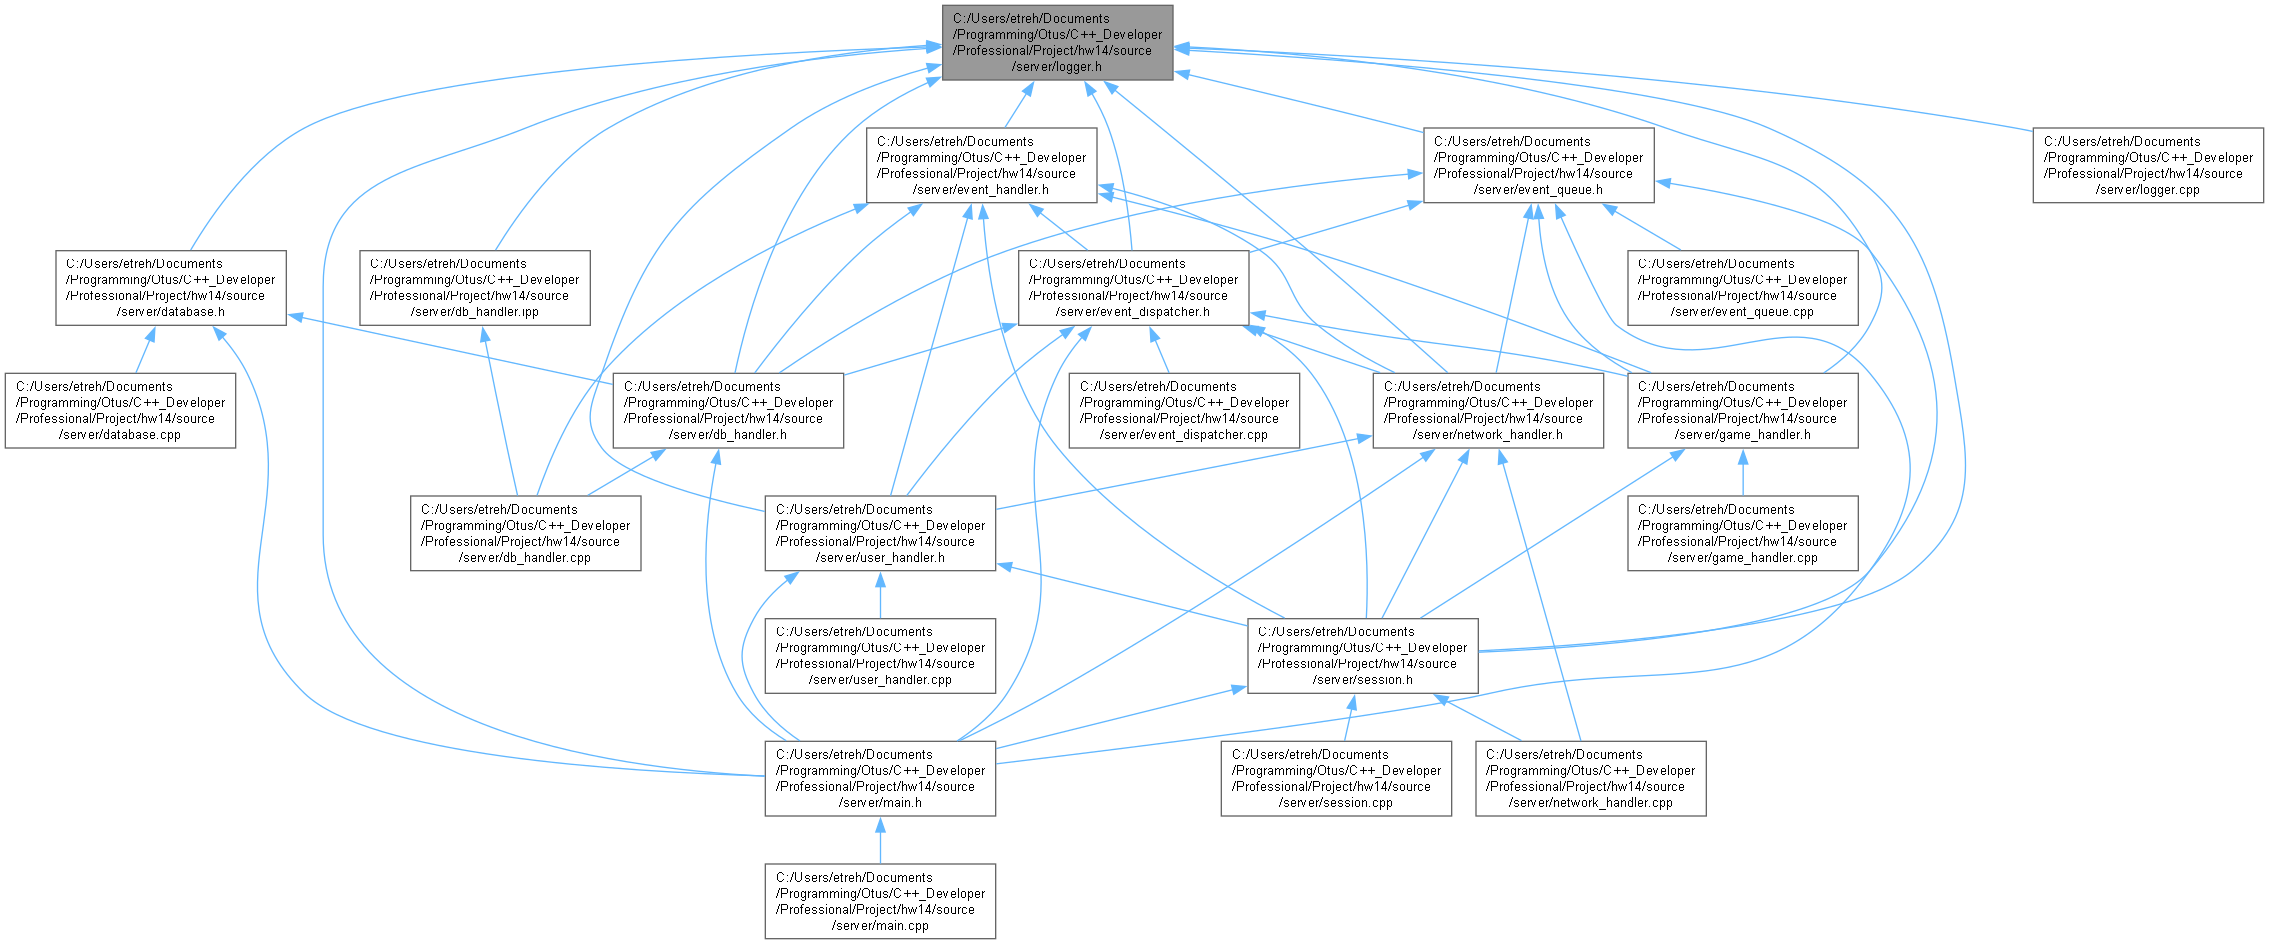 C:/Users/etreh/Documents
/Programming/Otus/C++_Developer
/Professional/Project/hw14/source
/server/logger.h
C:/Users/etreh/Documents
/Programming/Otus/C++_Developer
/Professional/Project/hw14/source
/server/event_handler.h
C:/Users/etreh/Documents
/Programming/Otus/C++_Developer
/Professional/Project/hw14/source
/server/event_queue.h
C:/Users/etreh/Documents
/Programming/Otus/C++_Developer
/Professional/Project/hw14/source
/server/logger.cpp
C:/Users/etreh/Documents
/Programming/Otus/C++_Developer
/Professional/Project/hw14/source
/server/database.h
C:/Users/etreh/Documents
/Programming/Otus/C++_Developer
/Professional/Project/hw14/source
/server/db_handler.ipp
C:/Users/etreh/Documents
/Programming/Otus/C++_Developer
/Professional/Project/hw14/source
/server/event_dispatcher.h
C:/Users/etreh/Documents
/Programming/Otus/C++_Developer
/Professional/Project/hw14/source
/server/event_queue.cpp
C:/Users/etreh/Documents
/Programming/Otus/C++_Developer
/Professional/Project/hw14/source
/server/database.cpp
C:/Users/etreh/Documents
/Programming/Otus/C++_Developer
/Professional/Project/hw14/source
/server/db_handler.h
C:/Users/etreh/Documents
/Programming/Otus/C++_Developer
/Professional/Project/hw14/source
/server/event_dispatcher.cpp
C:/Users/etreh/Documents
/Programming/Otus/C++_Developer
/Professional/Project/hw14/source
/server/network_handler.h
C:/Users/etreh/Documents
/Programming/Otus/C++_Developer
/Professional/Project/hw14/source
/server/game_handler.h
C:/Users/etreh/Documents
/Programming/Otus/C++_Developer
/Professional/Project/hw14/source
/server/db_handler.cpp
C:/Users/etreh/Documents
/Programming/Otus/C++_Developer
/Professional/Project/hw14/source
/server/user_handler.h
C:/Users/etreh/Documents
/Programming/Otus/C++_Developer
/Professional/Project/hw14/source
/server/game_handler.cpp
C:/Users/etreh/Documents
/Programming/Otus/C++_Developer
/Professional/Project/hw14/source
/server/user_handler.cpp
C:/Users/etreh/Documents
/Programming/Otus/C++_Developer
/Professional/Project/hw14/source
/server/session.h
C:/Users/etreh/Documents
/Programming/Otus/C++_Developer
/Professional/Project/hw14/source
/server/main.h
C:/Users/etreh/Documents
/Programming/Otus/C++_Developer
/Professional/Project/hw14/source
/server/session.cpp
C:/Users/etreh/Documents
/Programming/Otus/C++_Developer
/Professional/Project/hw14/source
/server/network_handler.cpp
C:/Users/etreh/Documents
/Programming/Otus/C++_Developer
/Professional/Project/hw14/source
/server/main.cpp